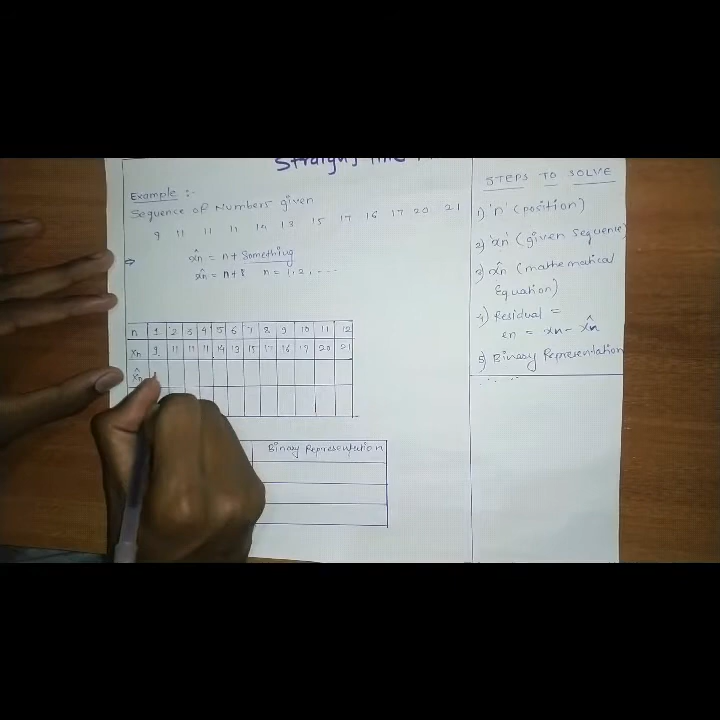 Straight line
Example :-
Sequence of Numbers given
9 11 11 11 14 13 15 17 16 17 20 21
⇒ x̂n = n + Something
x̂n = n+8 n = 1, 2, ----
n 1 2 3 4 5 6 7 8 9 10 11 12
xn 9 11 11 11 14 13 15 17 16 17 20 21
x̂n
Binary Representation
STEPS TO SOLVE
1) 'n' (position)
2) 'xn' (given sequence)
3) x̂n (mathematical
Equation)
4) Residual =
en = xn - x̂n
5) Binary Representation